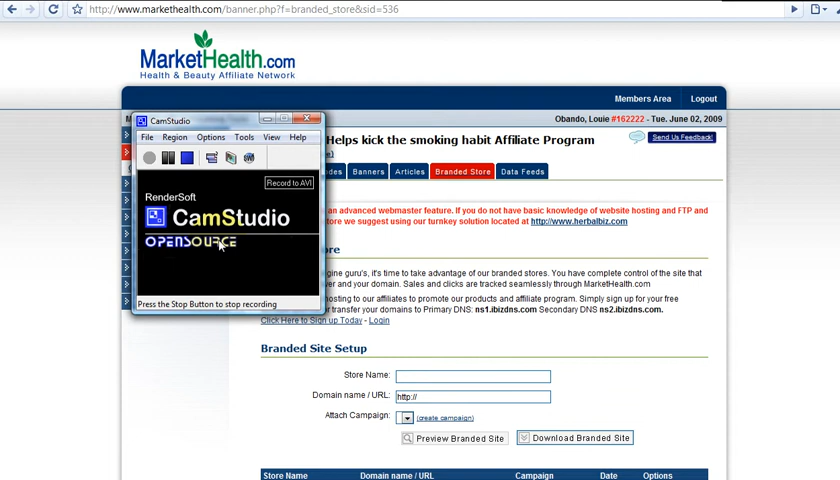 http://www.markethealth.com/banner.php?f=branded_store&sid=536
MarketHealth.com
Health & Beauty Affiliate Network
Members Area Logout
Obando, Louie #162222 - Tue. June 02, 2009
CamStudio
File Region Options Tools View Help
Record to AVI
RenderSoft
CamStudio
OPENSOURCE
Press the Stop Button to stop recording
Helps kick the smoking habit Affiliate Program
Send Us Feedback!
Banners Articles Branded Store Data Feeds
an advanced webmaster feature. If you do not have basic knowledge of website hosting and FTP and
we suggest using our turnkey solution located at http://www.herbalbiz.com
engine guru's, it's time to take advantage of our branded stores. You have complete control of the site that
and your domain. Sales and clicks are tracked seamlessly through MarketHealth.com
hosting to our affiliates to promote our products and affiliate program. Simply sign up for your free
transfer your domains to Primary DNS: ns1.ibizdns.com Secondary DNS ns2.ibizdns.com.
Click Here to Sign up Today - Login
Branded Site Setup
Store Name:
Domain name / URL: http://
Attach Campaign: (create campaign)
Preview Branded Site Download Branded Site
Store Name Domain name / URL Campaign Date Options